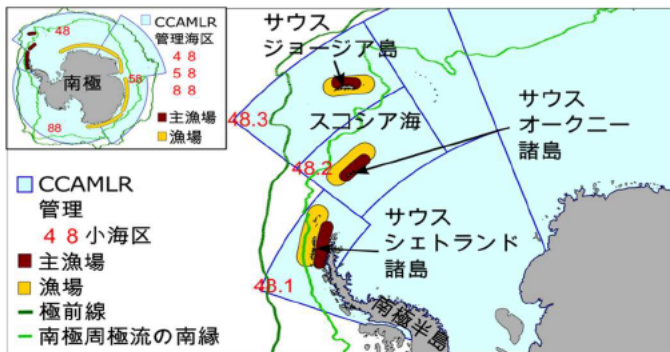 CCAMLR
管理海区
48
58
88
主漁場
漁場
48
南極
58
88
サウス
ジョージア島
48.3
スコシア海
サウス
オークニー
諸島
48.2
CCAMLR
管理
48小海区
主漁場
漁場
極前線
南極周極流の南縁
サウス
シェトランド
諸島
48.1
南極半島